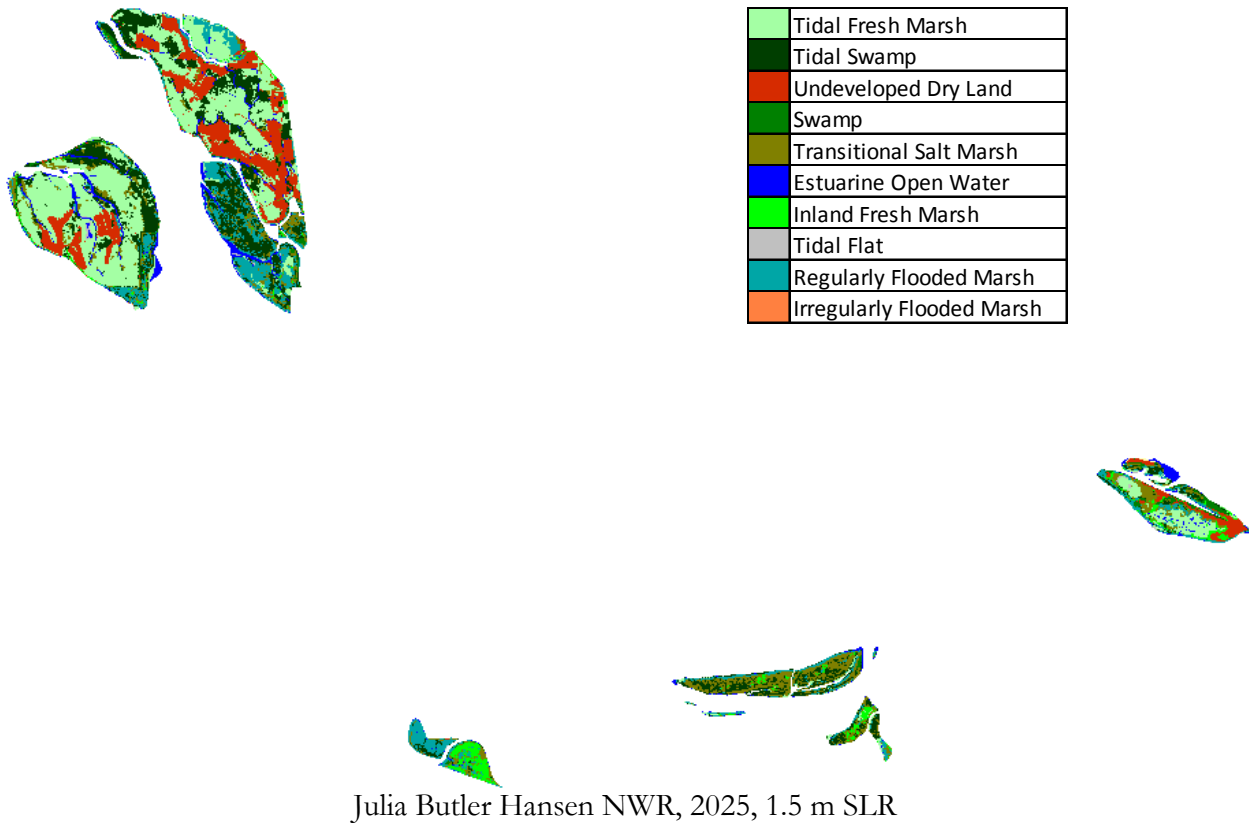 Tidal Fresh Marsh
Tidal Swamp
Undeveloped Dry Land
Swamp
Transitional Salt Marsh
Estuarine Open Water
Inland Fresh Marsh
Tidal Flat
Regularly Flooded Marsh
Irregularly Flooded Marsh
Julia Butler Hansen NWR, 2025, 1.5 m SLR